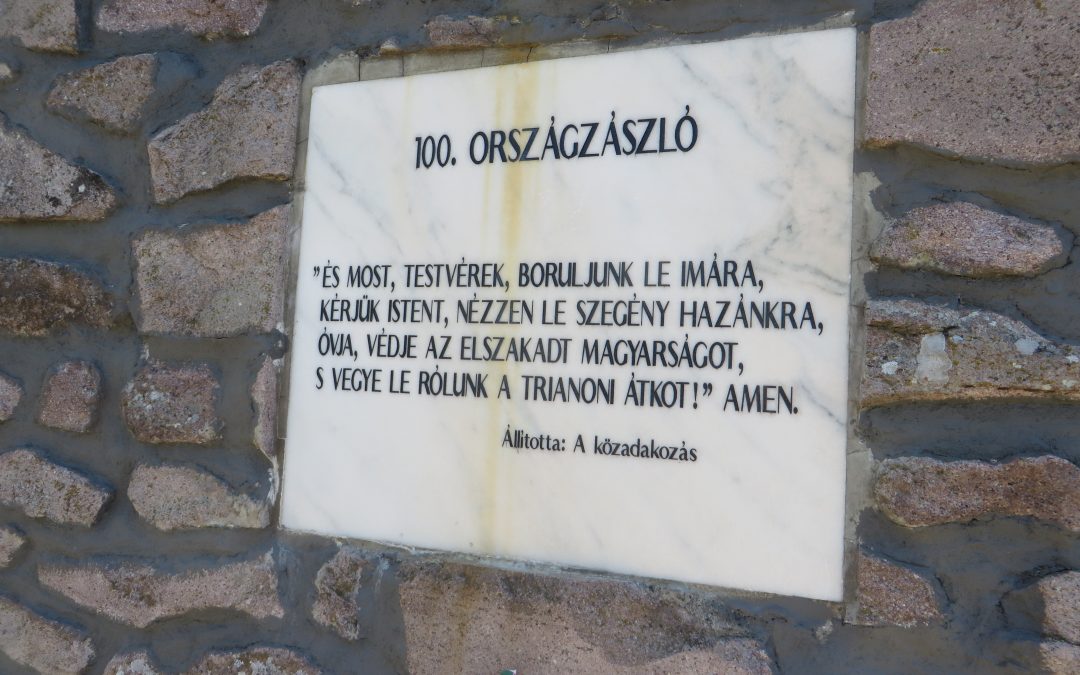 100. ORSZÁGZÁSZLÓ
"ÉS MOST, TESTVÉREK, BORULJUNK LE IMÁRA,
KÉRJÜK ISTENT, NÉZZEN LE SZEGÉNY HAZÁNKRA,
ÓVJA, VÉDJE AZ ELSZAKADT MAGYARSÁGOT,
S VEGYE LE RÓLUNK A TRIANONI ÁTKOT!" AMEN.
Állította: A közadakozás